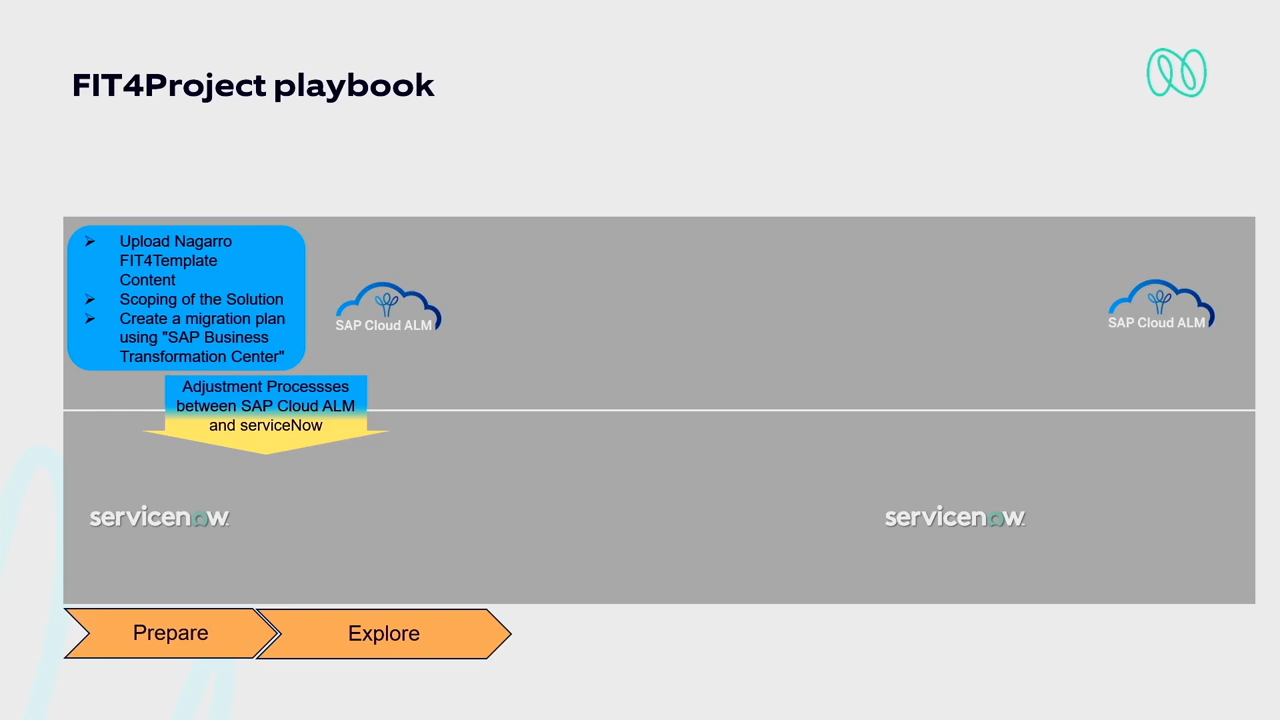 FIT4Project playbook
➢ Upload Nagarro
FIT4Template
Content
➢ Scoping of the Solution
➢ Create a migration plan
using "SAP Business
Transformation Center"
SAP Cloud ALM
SAP Cloud ALM
Adjustment Processses
between SAP Cloud ALM
and serviceNow
servicenow
servicenow
Prepare
Explore